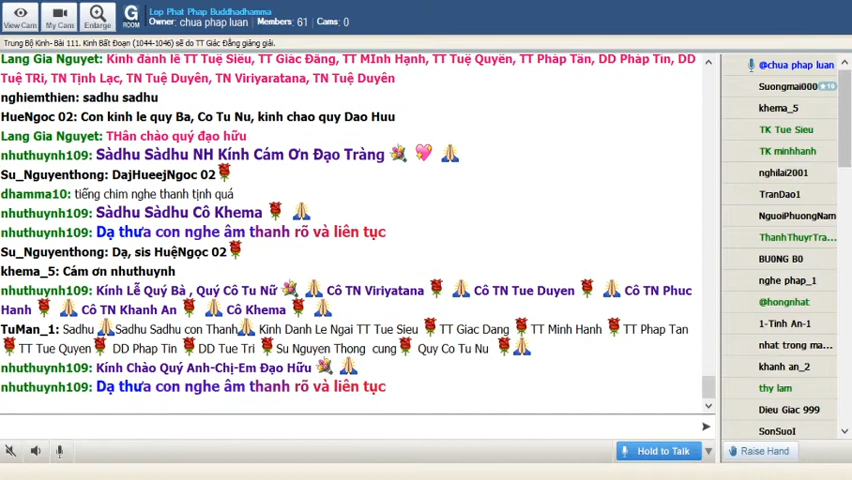 Lop Phat Phap Buddhadhamma
Owner: chua phap luan Members: 61 Cams: 0
View Cam My Cam Enlarge G ROOM
Trung Bộ Kinh- Bài 111. Kinh Bất Đoạn (1044-1046) sẽ do TT Giác Đẳng giảng giải.
Lang Gia Nguyet: Kính đảnh lễ TT Tuệ Siêu, TT Giác Đăng, TT MInh Hạnh, TT Tuệ Quyên, TT Pháp Tân, DD Pháp Tin, DD
Tuệ TRi, TN Tịnh Lạc, TN Tuệ Duyên, TN Viriyaratana, TN Tuệ Duyên
nghiemthien: sadhu sadhu
HueNgoc 02: Con kinh le quy Ba, Co Tu Nu, kinh chao quy Dao Huu
Lang Gia Nguyet: THân chào quý đạo hữu
nhuthuynh109: Sàdhu Sàdhu NH Kính Cám Ơn Đạo Tràng
Su_Nguyenthong: DajHueejNgoc 02
dhamma10: tiếng chim nghe thanh tịnh quá
nhuthuynh109: Sàdhu Sàdhu Cô Khema
nhuthuynh109: Dạ thưa con nghe âm thanh rõ và liên tục
Su_Nguyenthong: Dạ, sis HuệNgọc 02
khema_5: Cám ơn nhuthuynh
nhuthuynh109: Kính Lễ Quý Bà , Quý Cô Tu Nữ Cô TN Viriyatana Cô TN Tue Duyen Cô TN Phuc
Hanh Cô TN Khanh An Cô Khema
TuMan_1: Sadhu Sadhu Sadhu con Thanh Kinh Danh Le Ngai TT Tue Sieu TT Giac Dang TT Minh Hanh TT Phap Tan
TT Tue Quyen DD Phap Tin DD Tue Tri Su Nguyen Thong cung Quy Co Tu Nu
nhuthuynh109: Kính Chào Quý Anh-Chị-Em Đạo Hữu
nhuthuynh109: Dạ thưa con nghe âm thanh rõ và liên tục
@chua phap luan
Suongmai000 10
khema_5
TK Tue Sieu
TK minhhanh
nghilai2001
TranDao1
NguoiPhuongNam
ThanhThuyrTra...
BUONG BO
nghe phap_1
@hongnhat
1-Tinh An-1
nhat trong ma...
khanh an_2
thy lam
Dieu Giac 999
SonSuoI
Hold to Talk
Raise Hand